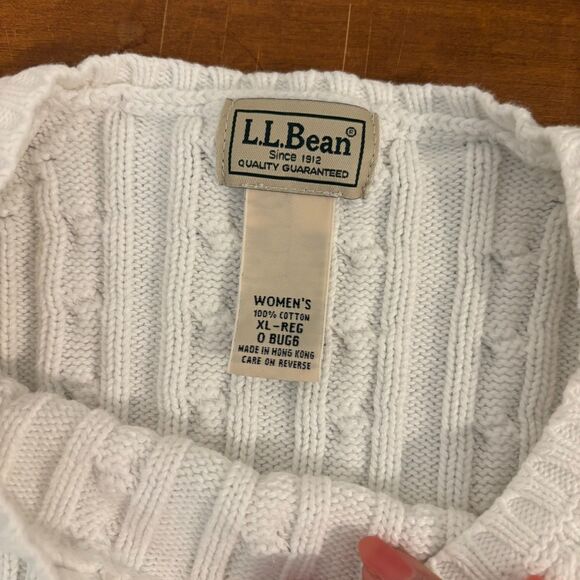 L.L.Bean®
Since 1912
QUALITY GUARANTEED
WOMEN'S
100% COTTON
XL-REG
0 BUG6
MADE IN HONG KONG
CARE ON REVERSE